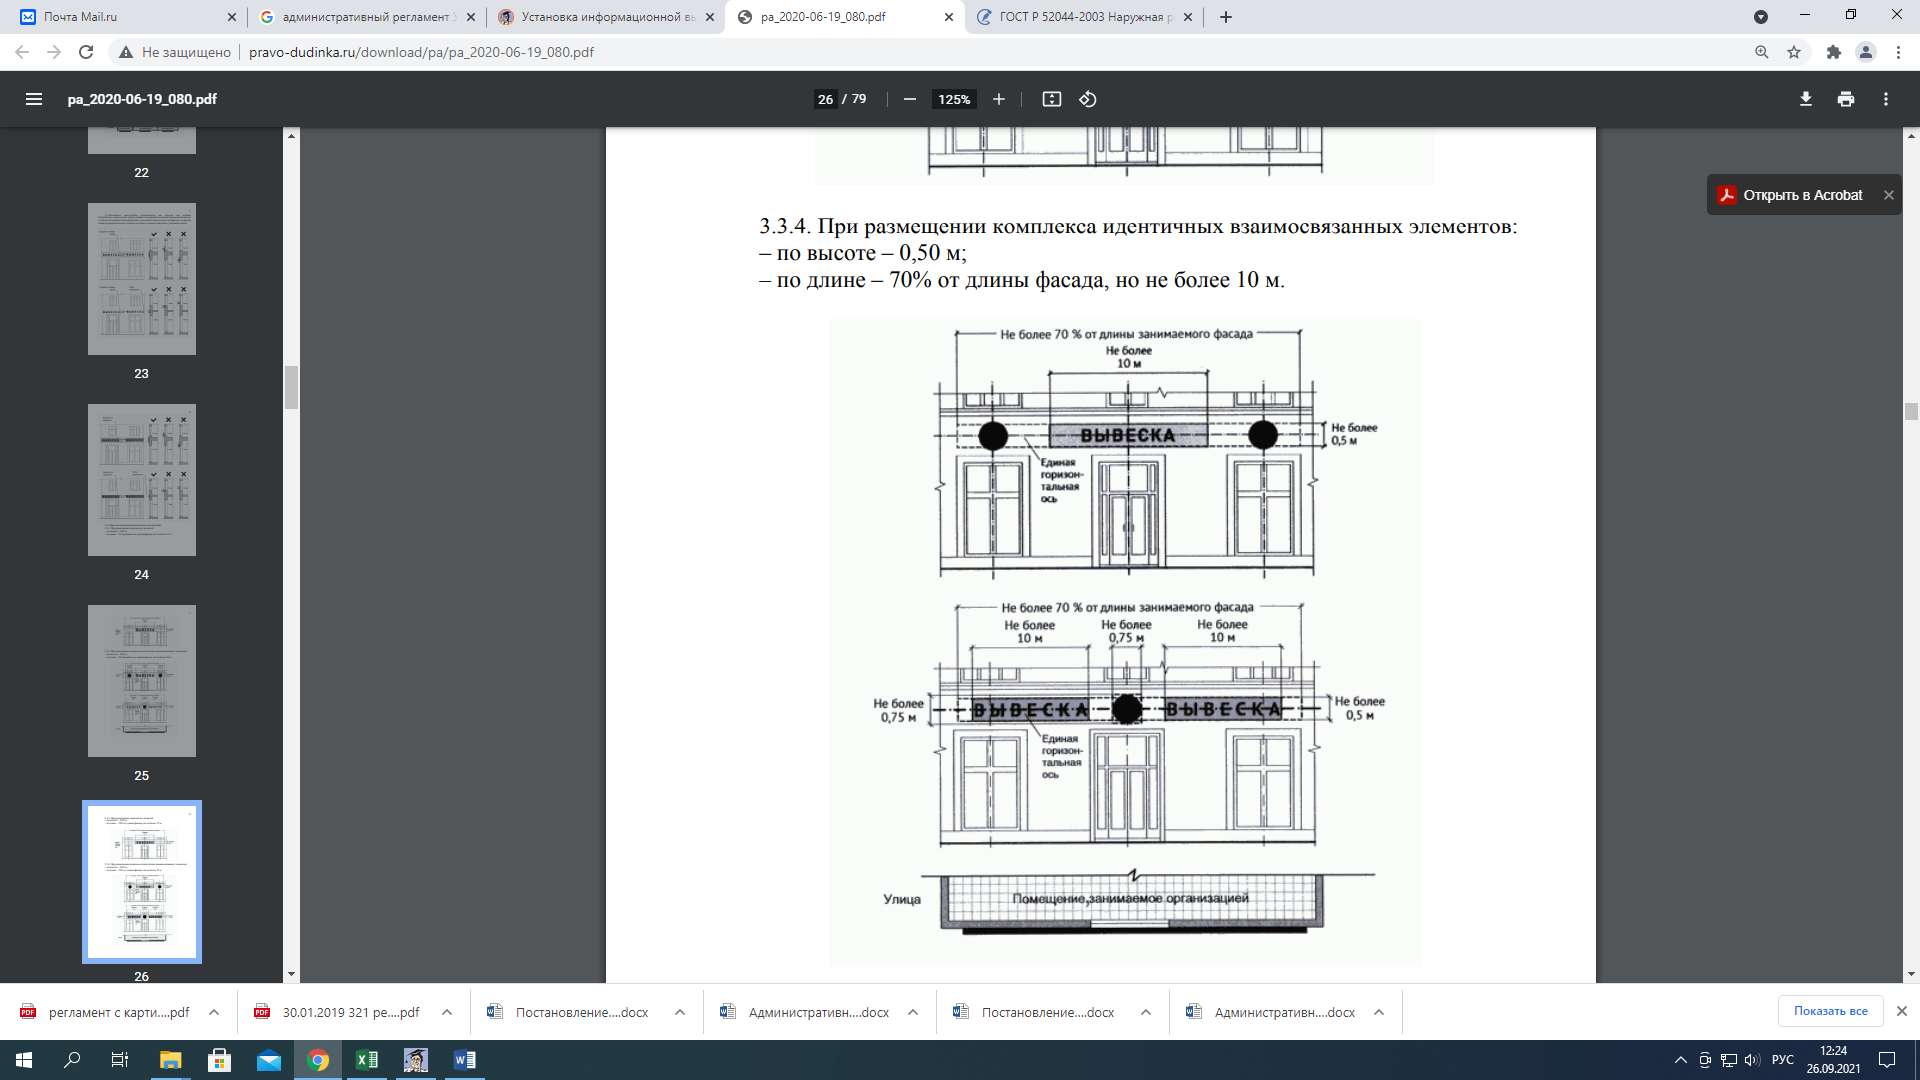 Почта Mail.ru
административный регламент У
Установка информационной вы
pa_2020-06-19_080.pdf
ГОСТ Р 52044-2003 Наружная р
Не защищено
pravo-dudinka.ru/download/pa/pa_2020-06-19_080.pdf
pa_2020-06-19_080.pdf
26 / 79
125%
Открыть в Acrobat
22
23
24
25
26
3.3.4. При размещении комплекса идентичных взаимосвязанных элементов:
– по высоте – 0,50 м;
– по длине – 70% от длины фасада, но не более 10 м.
Не более 70 % от длины занимаемого фасада
Не более
10 м
ВЫВЕСКА
Не более
0,5 м
Единая
горизон-
тальная
ось
Не более 70 % от длины занимаемого фасада
Не более
10 м
Не более
0,75 м
Не более
10 м
Не более
0,75 м
ВЫВЕСКА
ВЫВЕСКА
Не более
0,5 м
Единая
горизон-
тальная
ось
Улица
Помещение,занимаемое организацией
регламент с карти....pdf
30.01.2019 321 ре....pdf
Постановление....docx
Административн....docx
Постановление....docx
Административн....docx
Показать все
РУС
12:24
26.09.2021